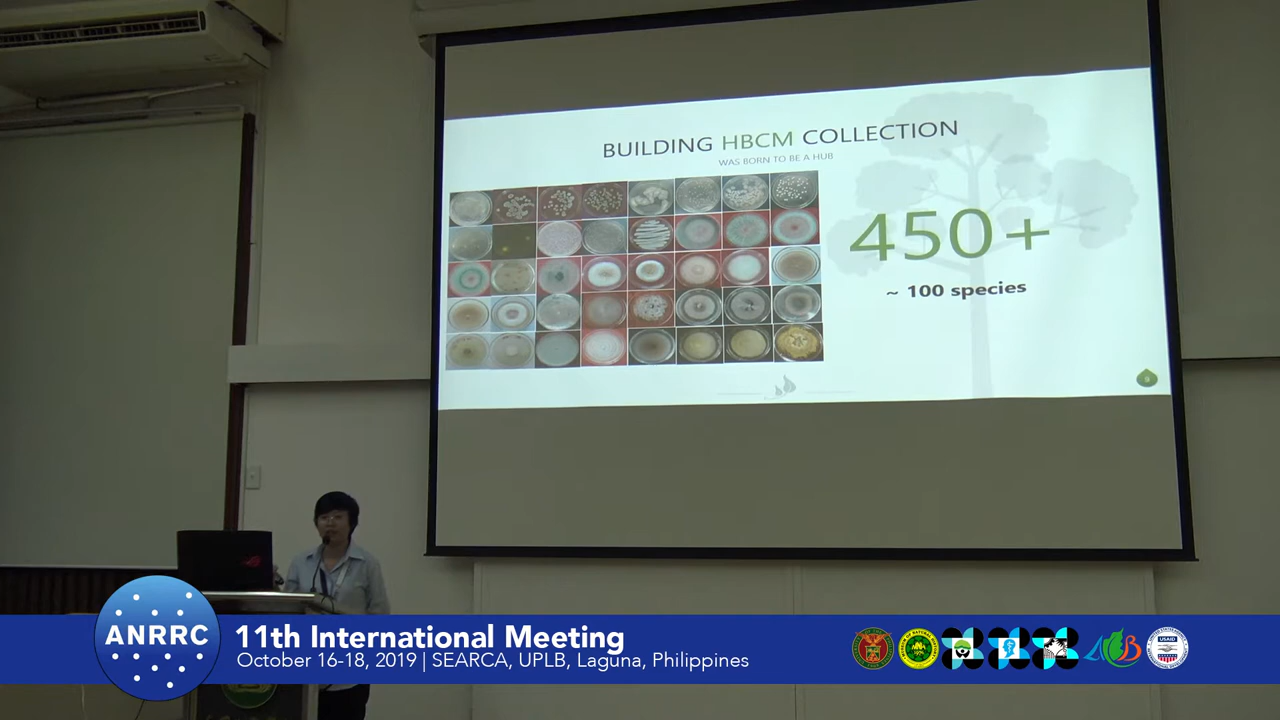 BUILDING HBCM COLLECTION
WAS BORN TO BE A HUB
450+
~ 100 species
ANRRC
11th International Meeting
October 16-18, 2019 | SEARCA, UPLB, Laguna, Philippines
USAID